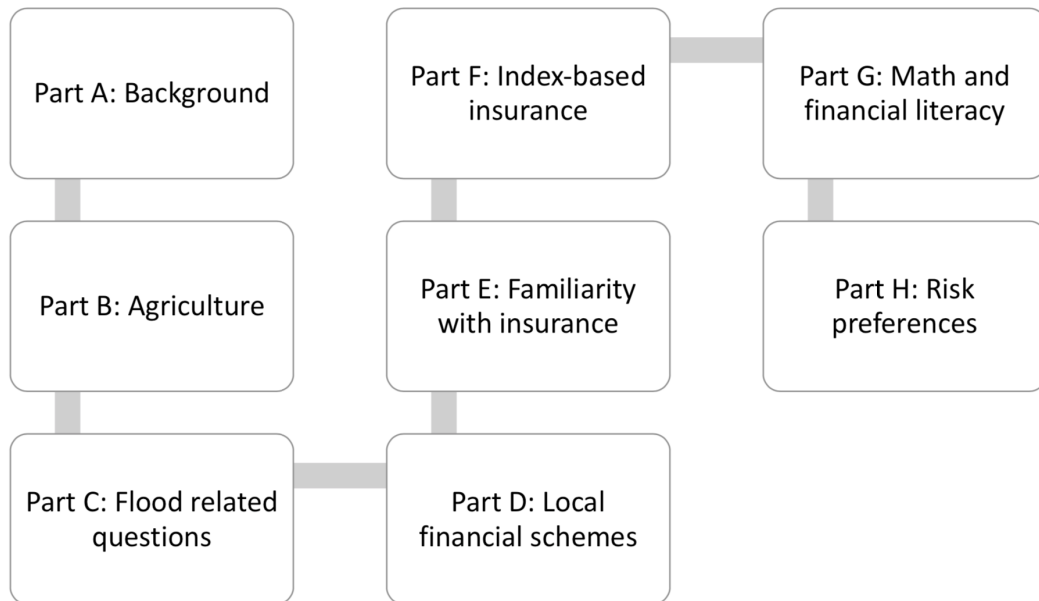 Part A: Background
Part B: Agriculture
Part C: Flood related
questions
Part D: Local
financial schemes
Part E: Familiarity
with insurance
Part F: Index-based
insurance
Part G: Math and
financial literacy
Part H: Risk
preferences